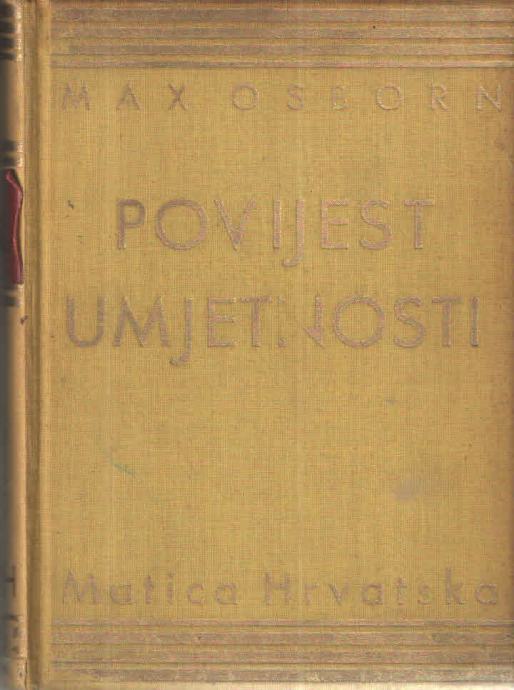 MAX OSBORN
POVIJEST
UMJETNOSTI
Matica Hrvatska